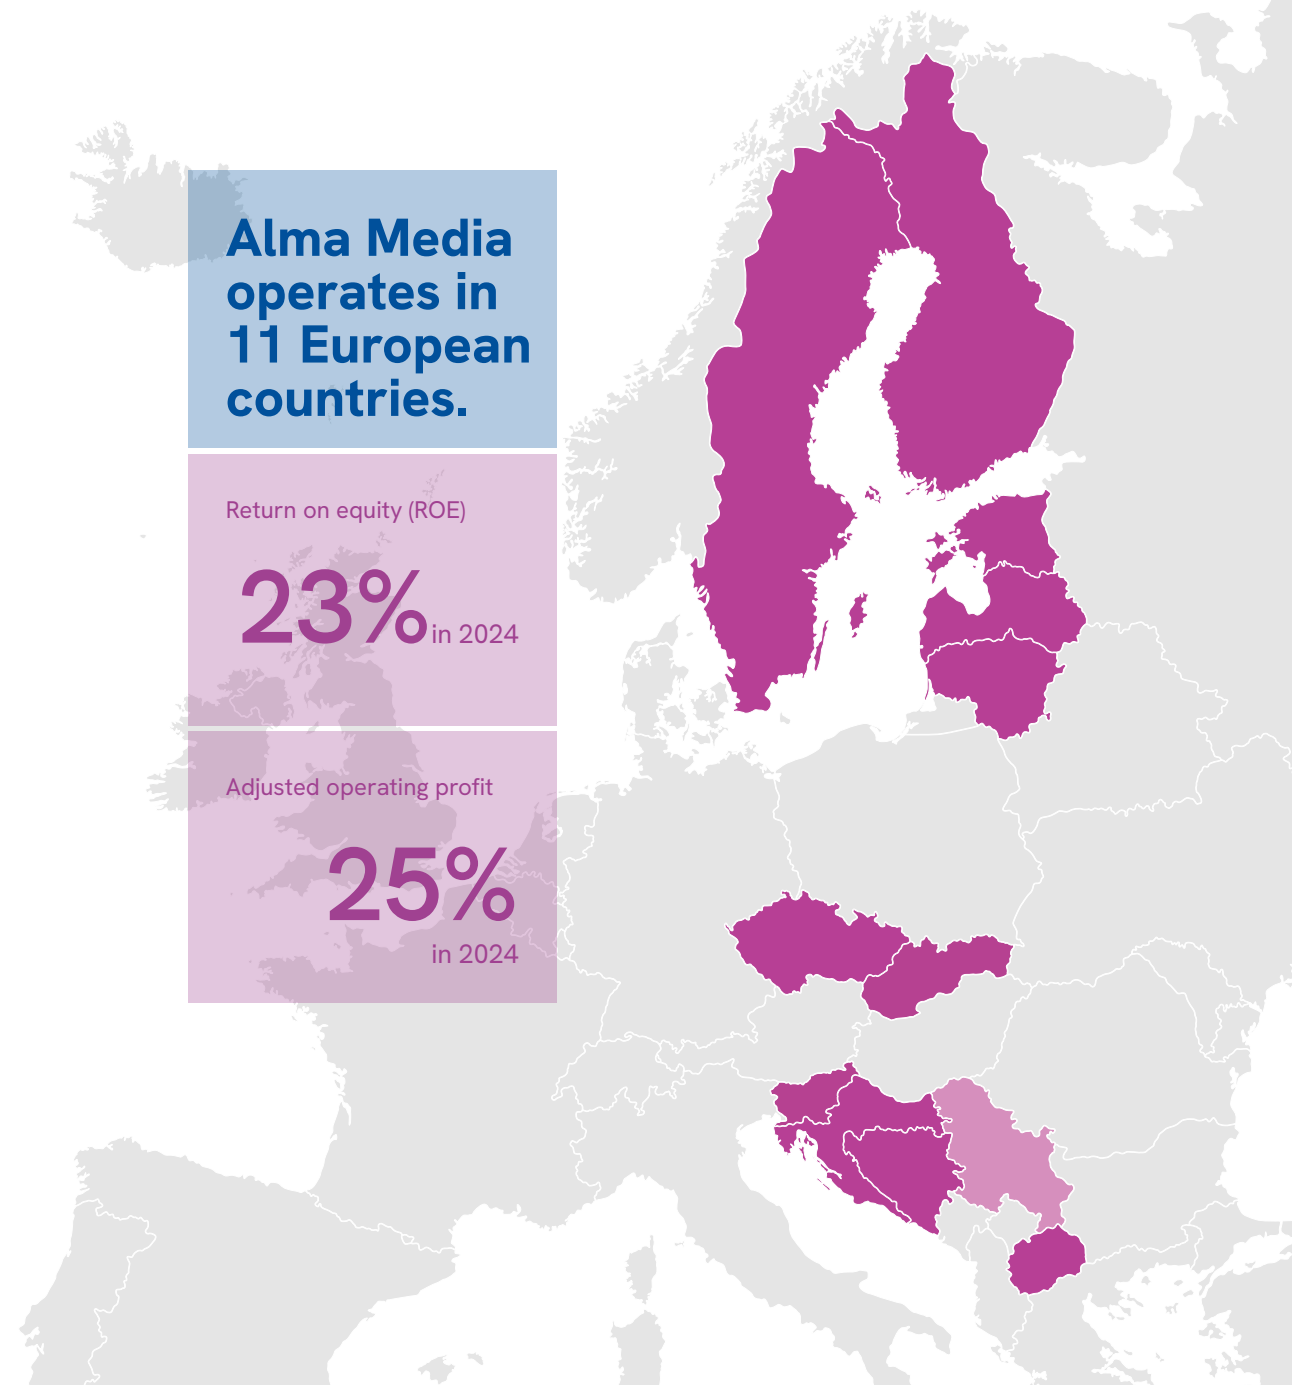 Alma Media
operates in
11 European
countries.
Return on equity (ROE)
23% in 2024
Adjusted operating profit
25%
in 2024